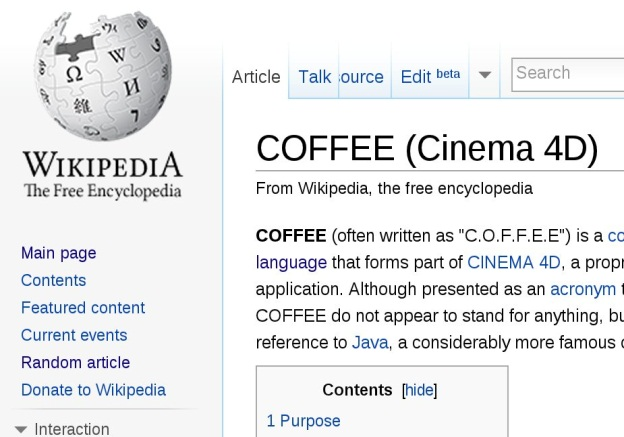 Article Talk ource Edit beta Search
WIKIPEDIA
The Free Encyclopedia
COFFEE (Cinema 4D)
From Wikipedia, the free encyclopedia
COFFEE (often written as "C.O.F.F.E.E") is a co
language that forms part of CINEMA 4D, a propr
application. Although presented as an acronym t
COFFEE do not appear to stand for anything, bu
reference to Java, a considerably more famous c
Contents [hide]
1 Purpose
Main page
Contents
Featured content
Current events
Random article
Donate to Wikipedia
Interaction